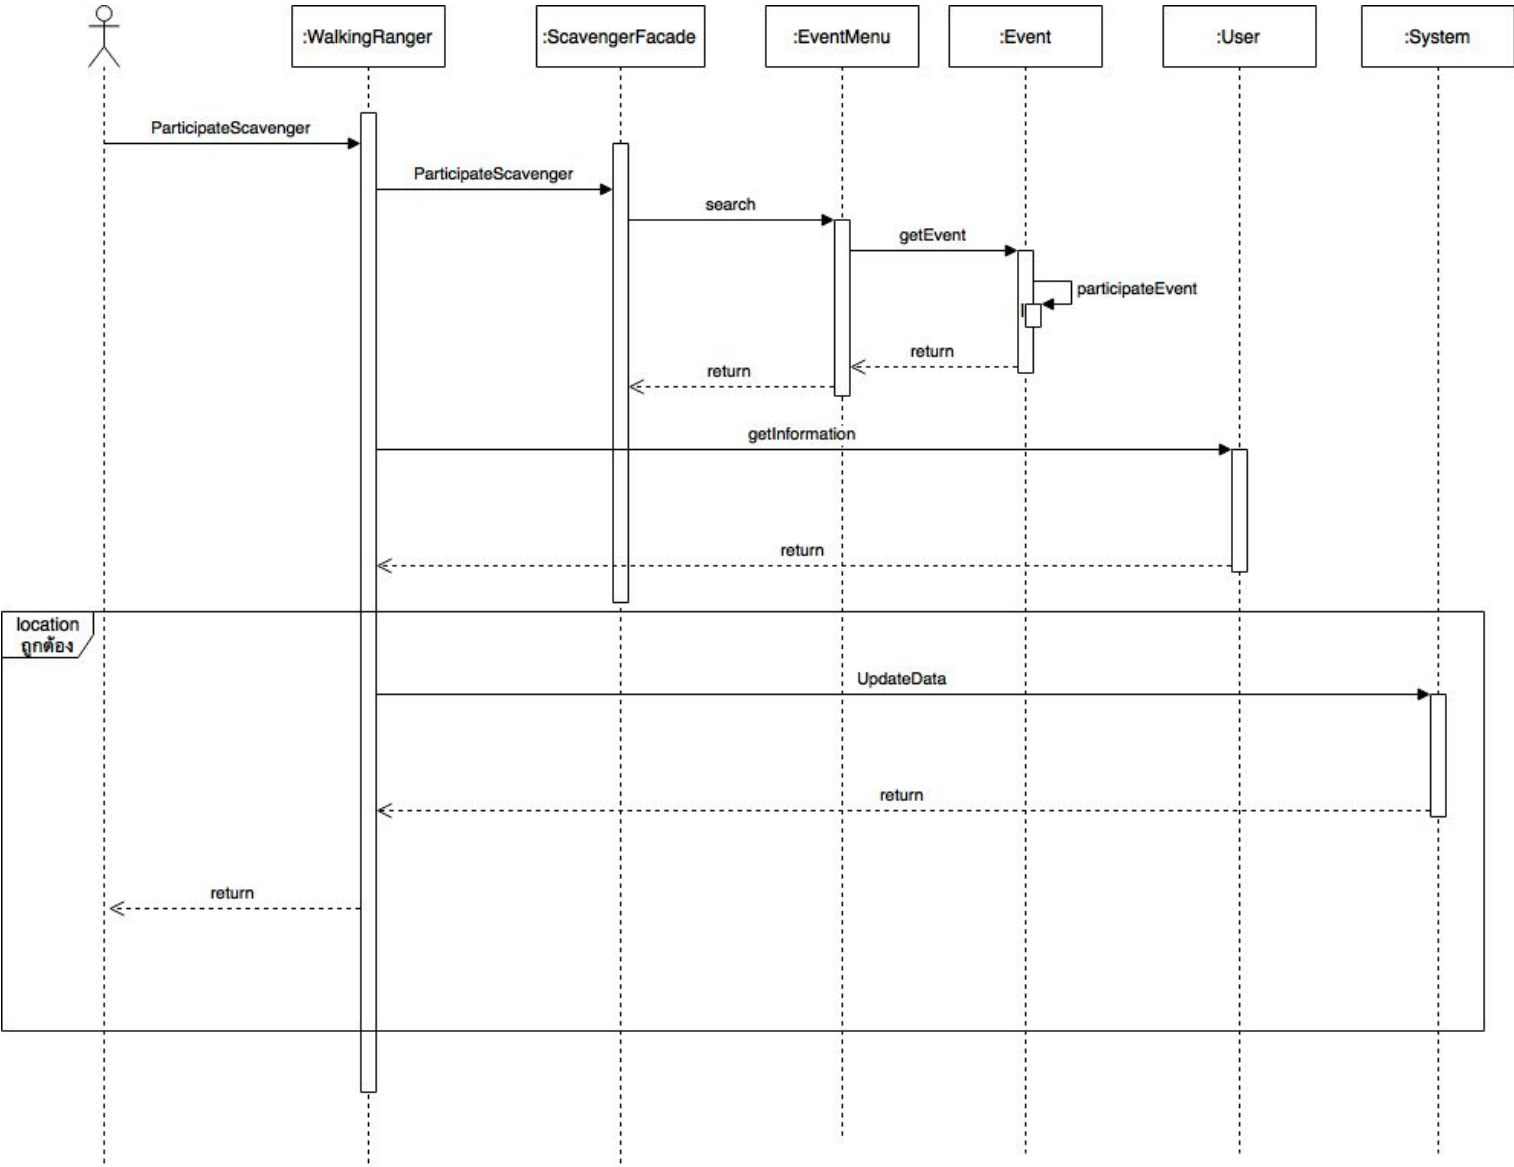 :WalkingRanger
:ScavengerFacade
:EventMenu
:Event
:User
:System
ParticipateScavenger
ParticipateScavenger
search
getEvent
participateEvent
return
return
getInformation
return
location
ถูกต้อง
UpdateData
return
return